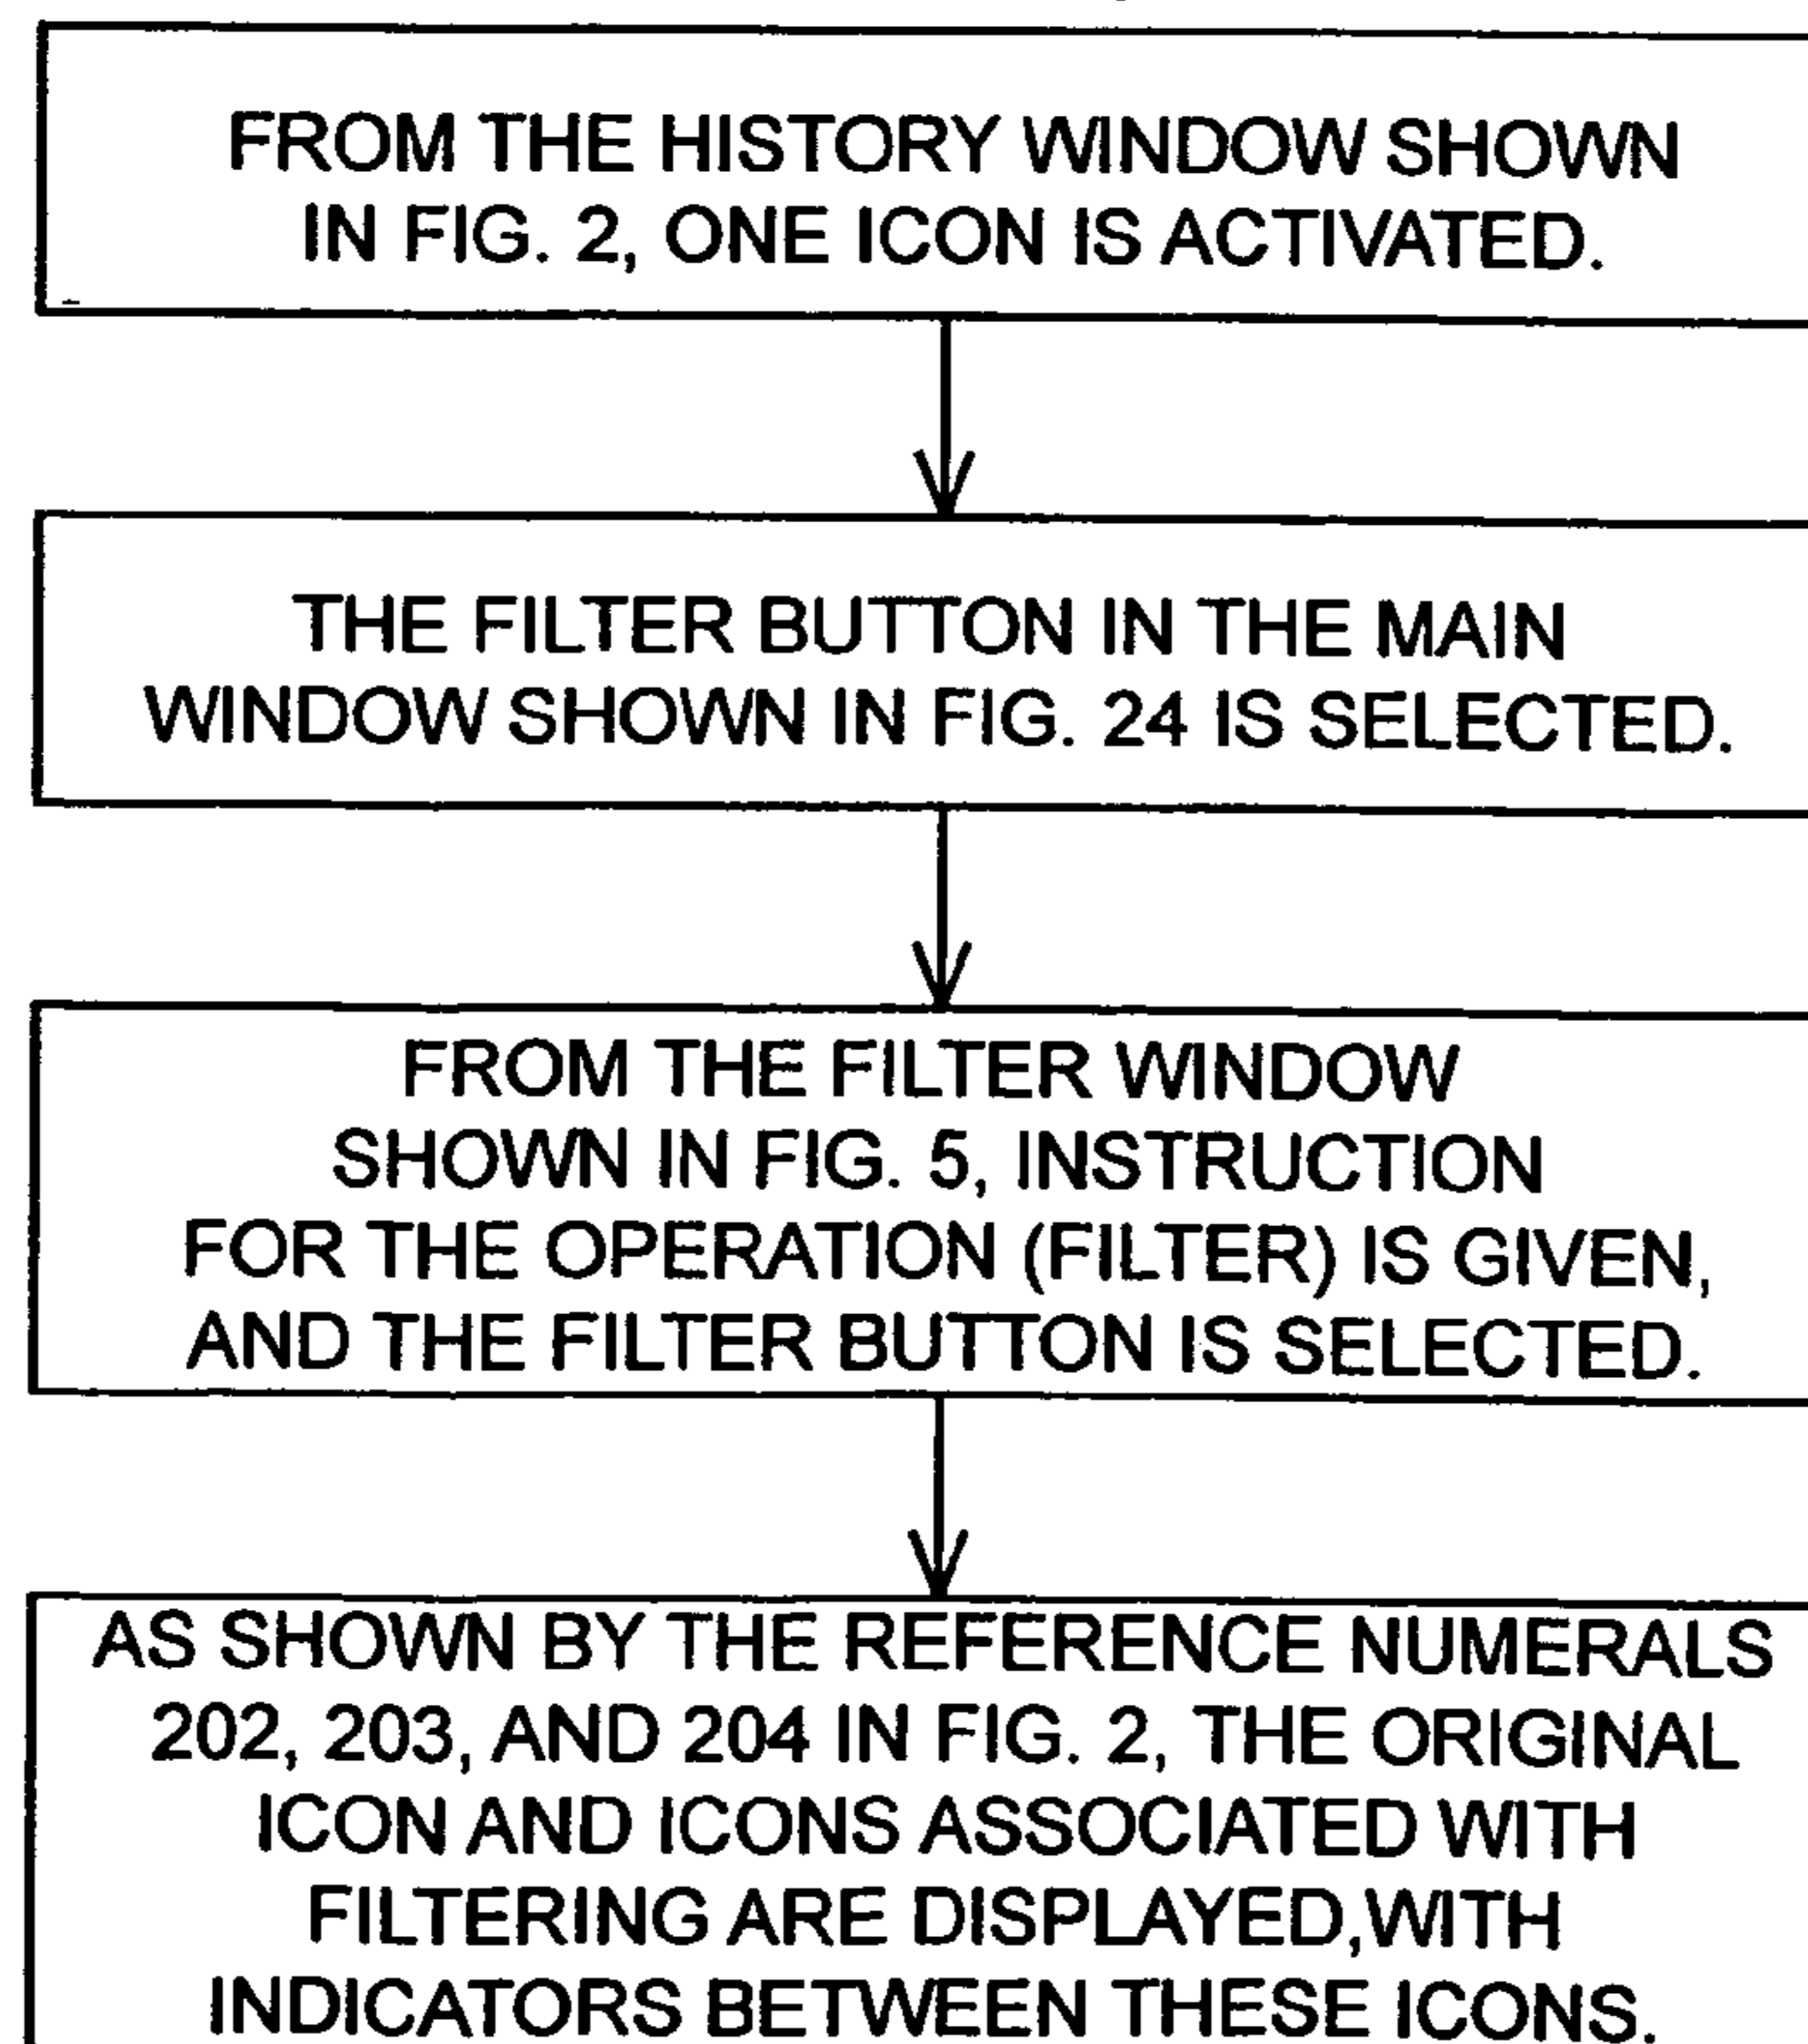 FROM THE HISTORY WINDOW SHOWN
IN FIG. 2, ONE ICON IS ACTIVATED.
THE FILTER BUTTON IN THE MAIN
WINDOW SHOWN IN FIG. 24 IS SELECTED.
FROM THE FILTER WINDOW
SHOWN IN FIG. 5, INSTRUCTION
FOR THE OPERATION (FILTER) IS GIVEN,
AND THE FILTER BUTTON IS SELECTED.
AS SHOWN BY THE REFERENCE NUMERALS
202, 203, AND 204 IN FIG. 2, THE ORIGINAL
ICON AND ICONS ASSOCIATED WITH
FILTERING ARE DISPLAYED,WITH
INDICATORS BETWEEN THESE ICONS.